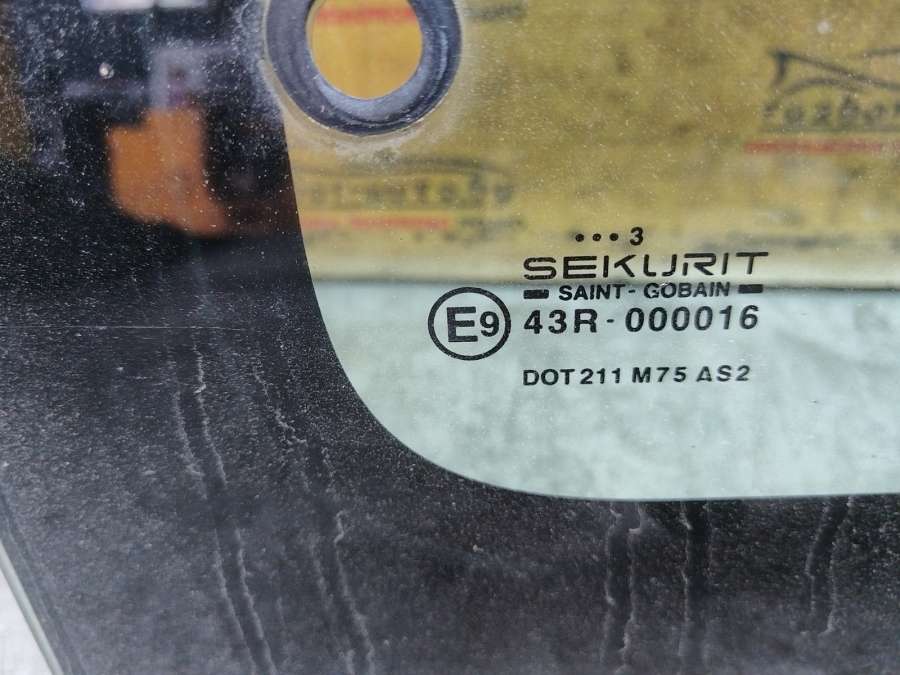 ••• 3
SEKURIT
SAINT-GOBAIN
E9 43R-000016
DOT 211 M75 AS2